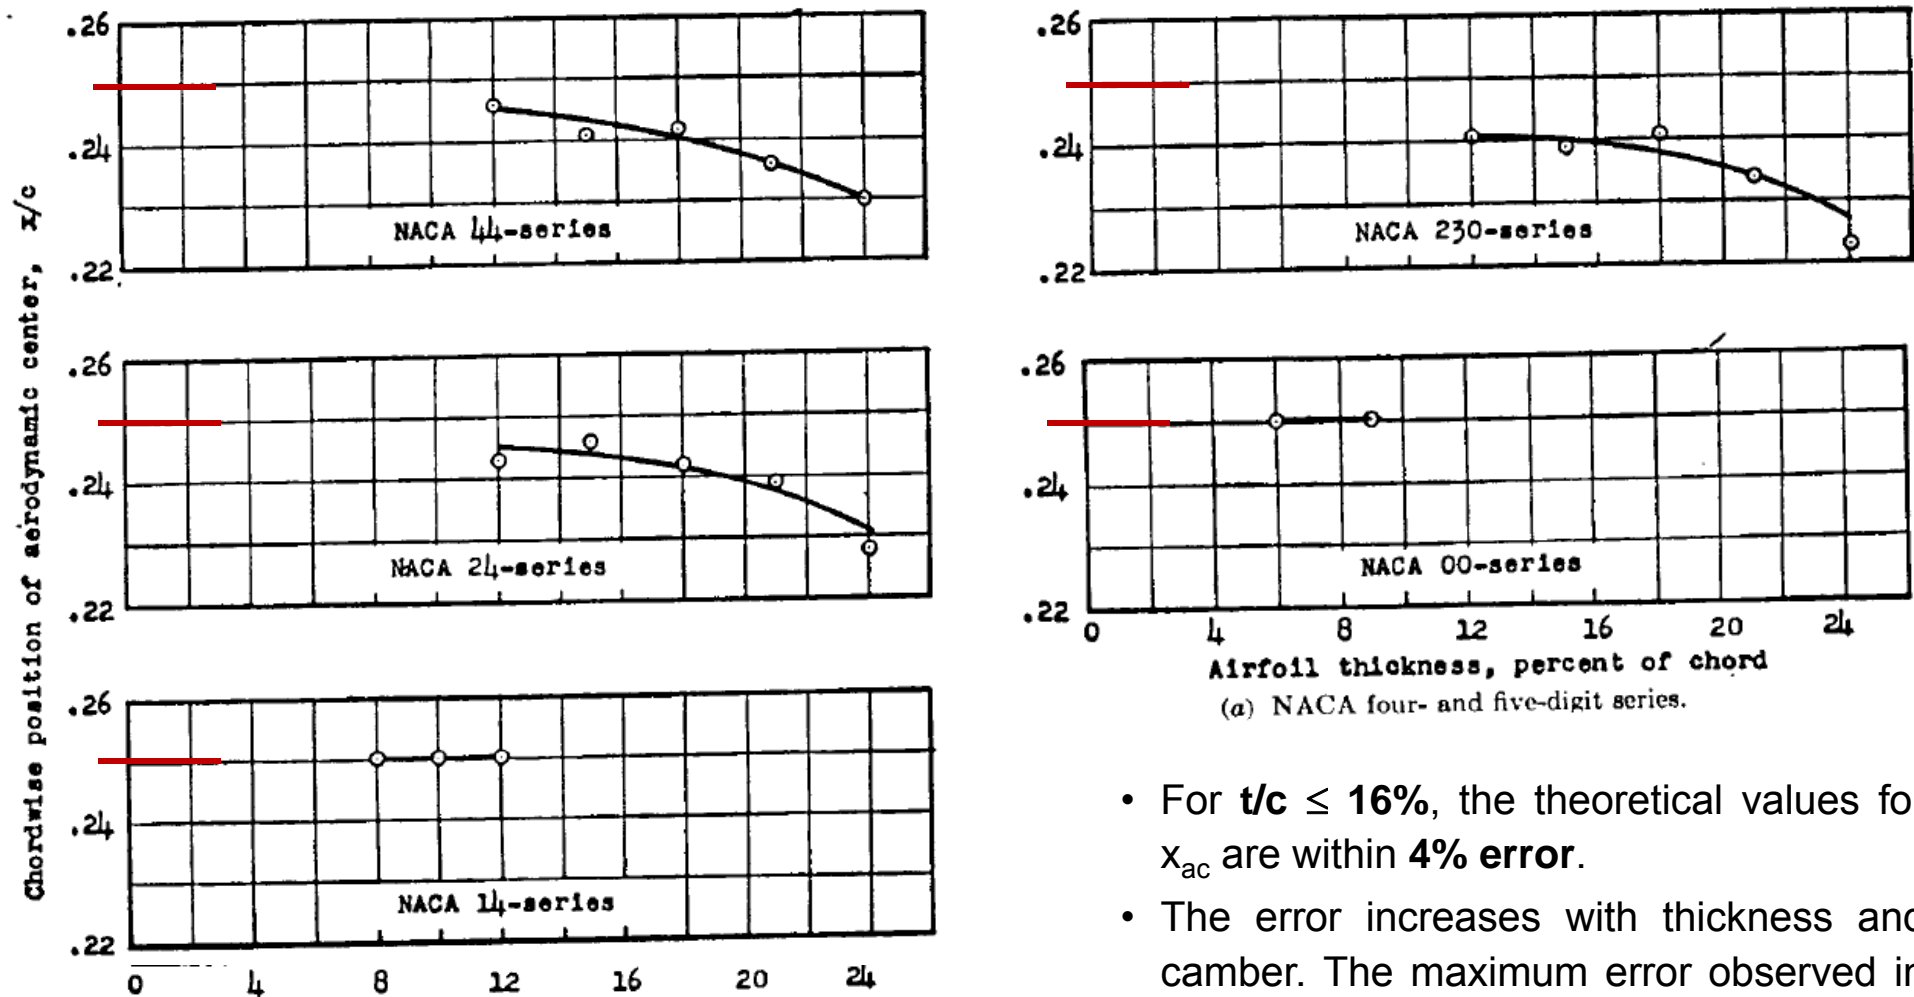 Chordwise position of aerodynamic center, x/c
.26
.24
.22
NACA 44-series
.26
.24
.22
NACA 24-series
.26
.24
.22
NACA 14-series
0 4 8 12 16 20 24
.26
.24
.22
NACA 230-series
.26
.24
.22
NACA 00-series
0 4 8 12 16 20 24
Airfoil thickness, percent of chord
(a) NACA four- and five-digit series.
• For t/c ≤ 16%, the theoretical values fo
xac are within 4% error.
• The error increases with thickness and
camber. The maximum error observed in